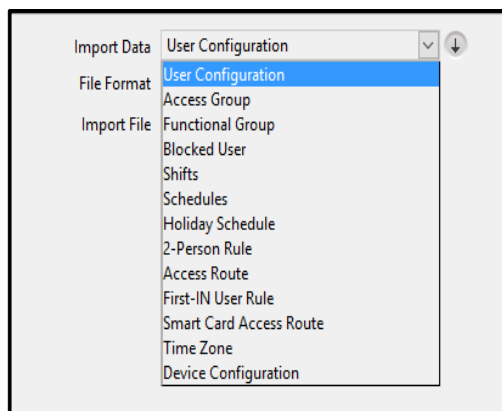 Import Data User Configuration
File Format User Configuration
Access Group
Import File Functional Group
Blocked User
Shifts
Schedules
Holiday Schedule
2-Person Rule
Access Route
First-IN User Rule
Smart Card Access Route
Time Zone
Device Configuration